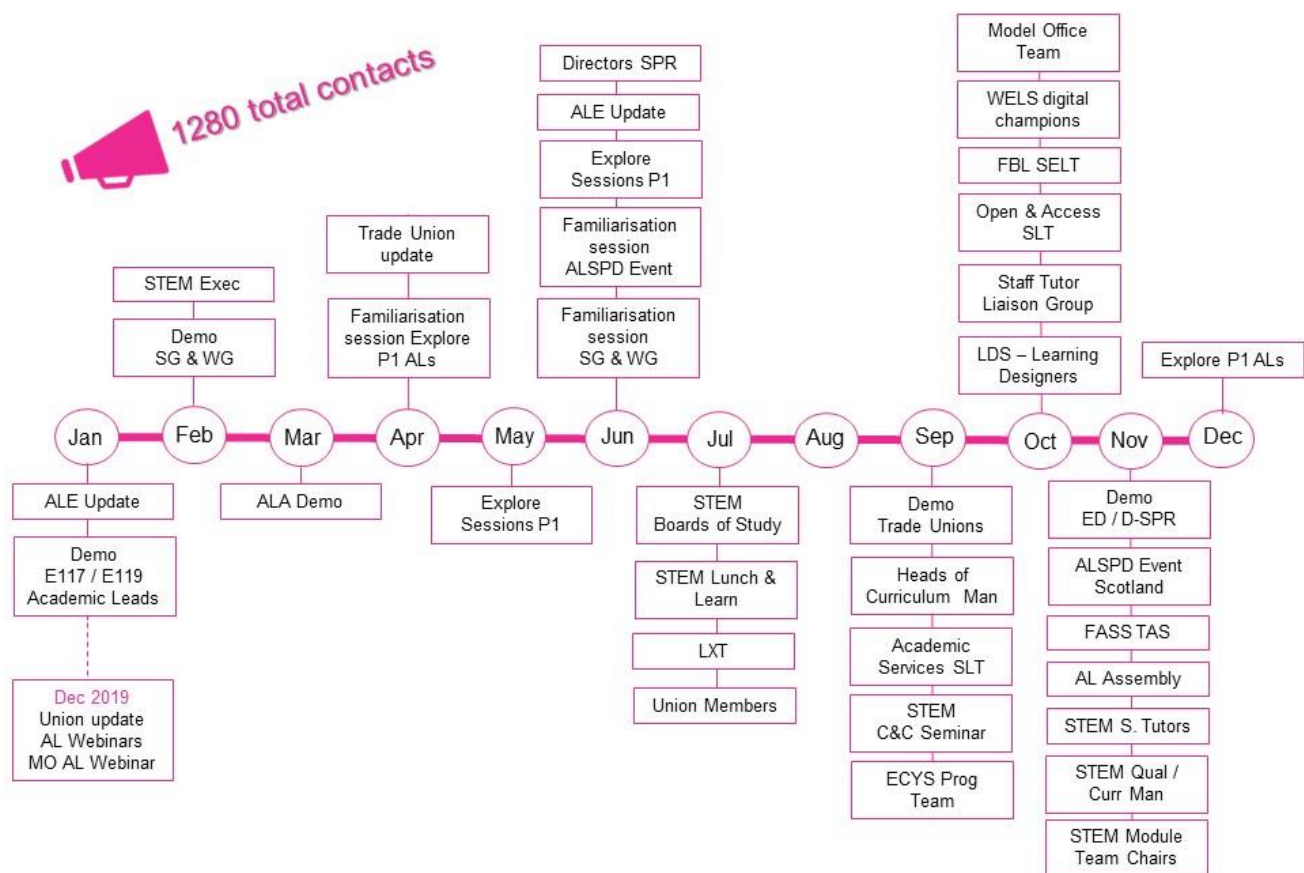 1280 total contacts
Directors SPR
ALE Update
Explore
Sessions P1
Familiarisation
session
ALSPD Event
Familiarisation
session
SG & WG
Model Office
Team
WELS digital
champions
FBL SELT
Open & Access
SLT
Staff Tutor
Liaison Group
LDS – Learning
Designers
Trade Union
update
Familiarisation
session Explore
P1 ALs
STEM Exec
Demo
SG & WG
Explore P1 ALs
Jan
Feb
Mar
Apr
May
Jun
Jul
Aug
Sep
Oct
Nov
Dec
ALE Update
Demo
E117 / E119
Academic Leads
Dec 2019
Union update
AL Webinars
MO AL Webinar
ALA Demo
Explore
Sessions P1
STEM
Boards of Study
STEM Lunch &
Learn
LXT
Union Members
Demo
Trade Unions
Heads of
Curriculum Man
Academic
Services SLT
STEM
C&C Seminar
ECYS Prog
Team
Demo
ED / D-SPR
ALSPD Event
Scotland
FASS TAS
AL Assembly
STEM S. Tutors
STEM Qual /
Curr Man
STEM Module
Team Chairs